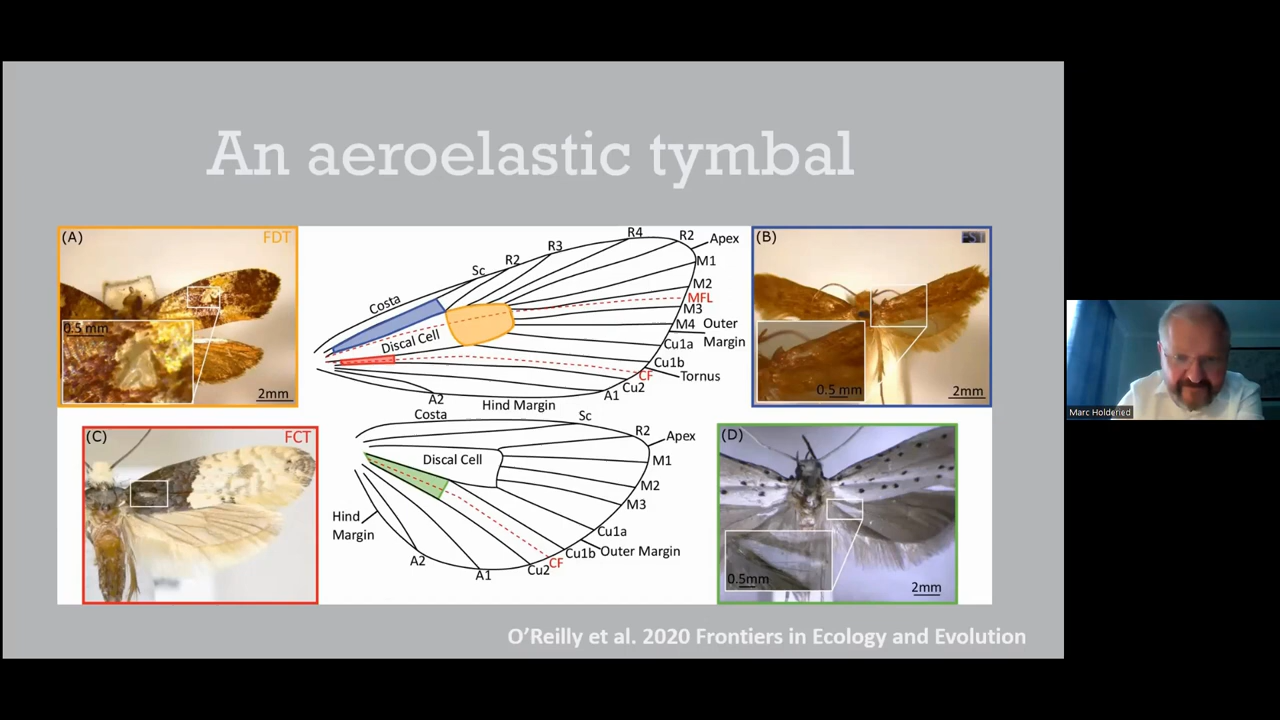 An aeroelastic tymbal
(A)
FDT
0.5 mm
2mm
Costa
Sc
R2
R3
R4
R2
Apex
M1
M2
MFL
M3
M4
Outer
Margin
Cu1a
Cu1b
CF
Tornus
Cu2
A1
Hind Margin
A2
Discal Cell
(B)
0.5 mm
2mm
(C)
FCT
Costa
Sc
R2
Apex
M1
M2
M3
Cu1a
Outer Margin
Cu1b
CF
Cu2
A1
A2
Hind
Margin
Discal Cell
(D)
0.5mm
2mm
Marc Holderied
O'Reilly et al. 2020 Frontiers in Ecology and Evolution